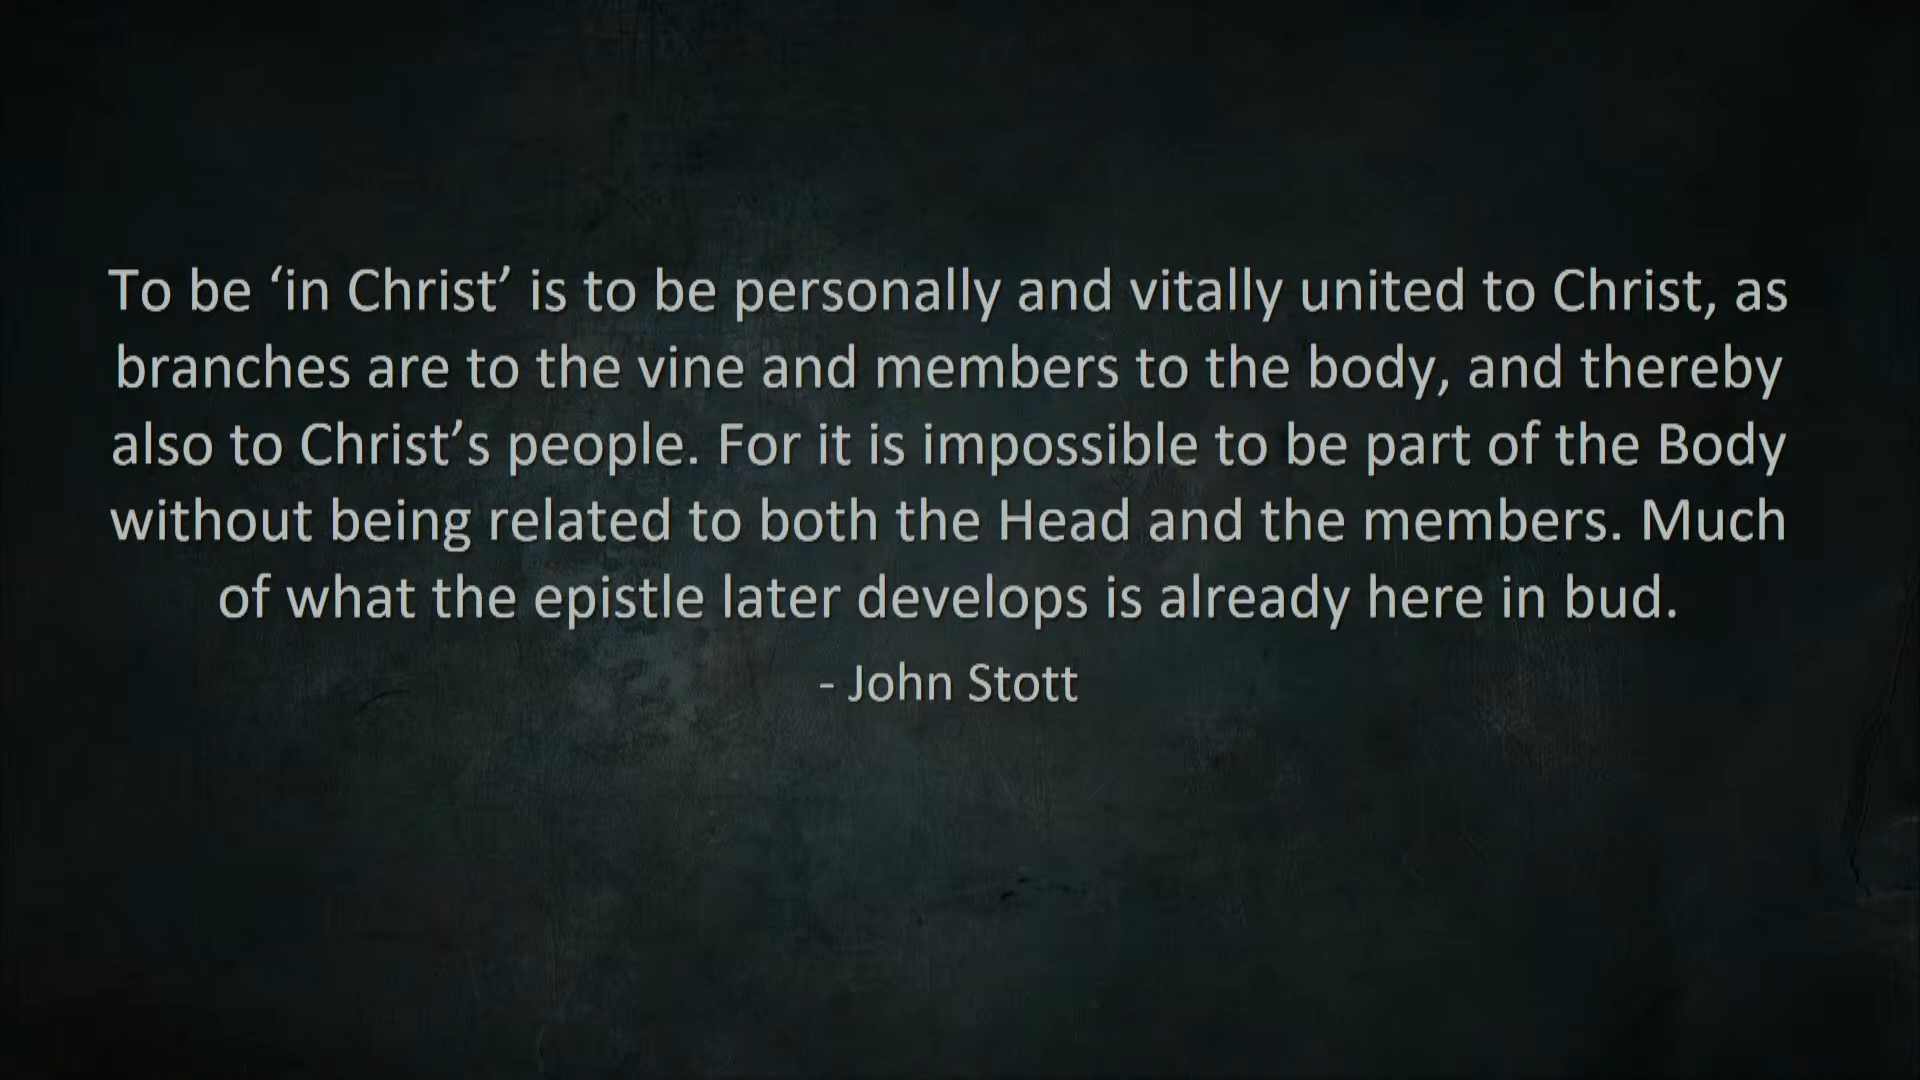 To be ‘in Christ’ is to be personally and vitally united to Christ, as
branches are to the vine and members to the body, and thereby
also to Christ’s people. For it is impossible to be part of the Body
without being related to both the Head and the members. Much
of what the epistle later develops is already here in bud.
- John Stott